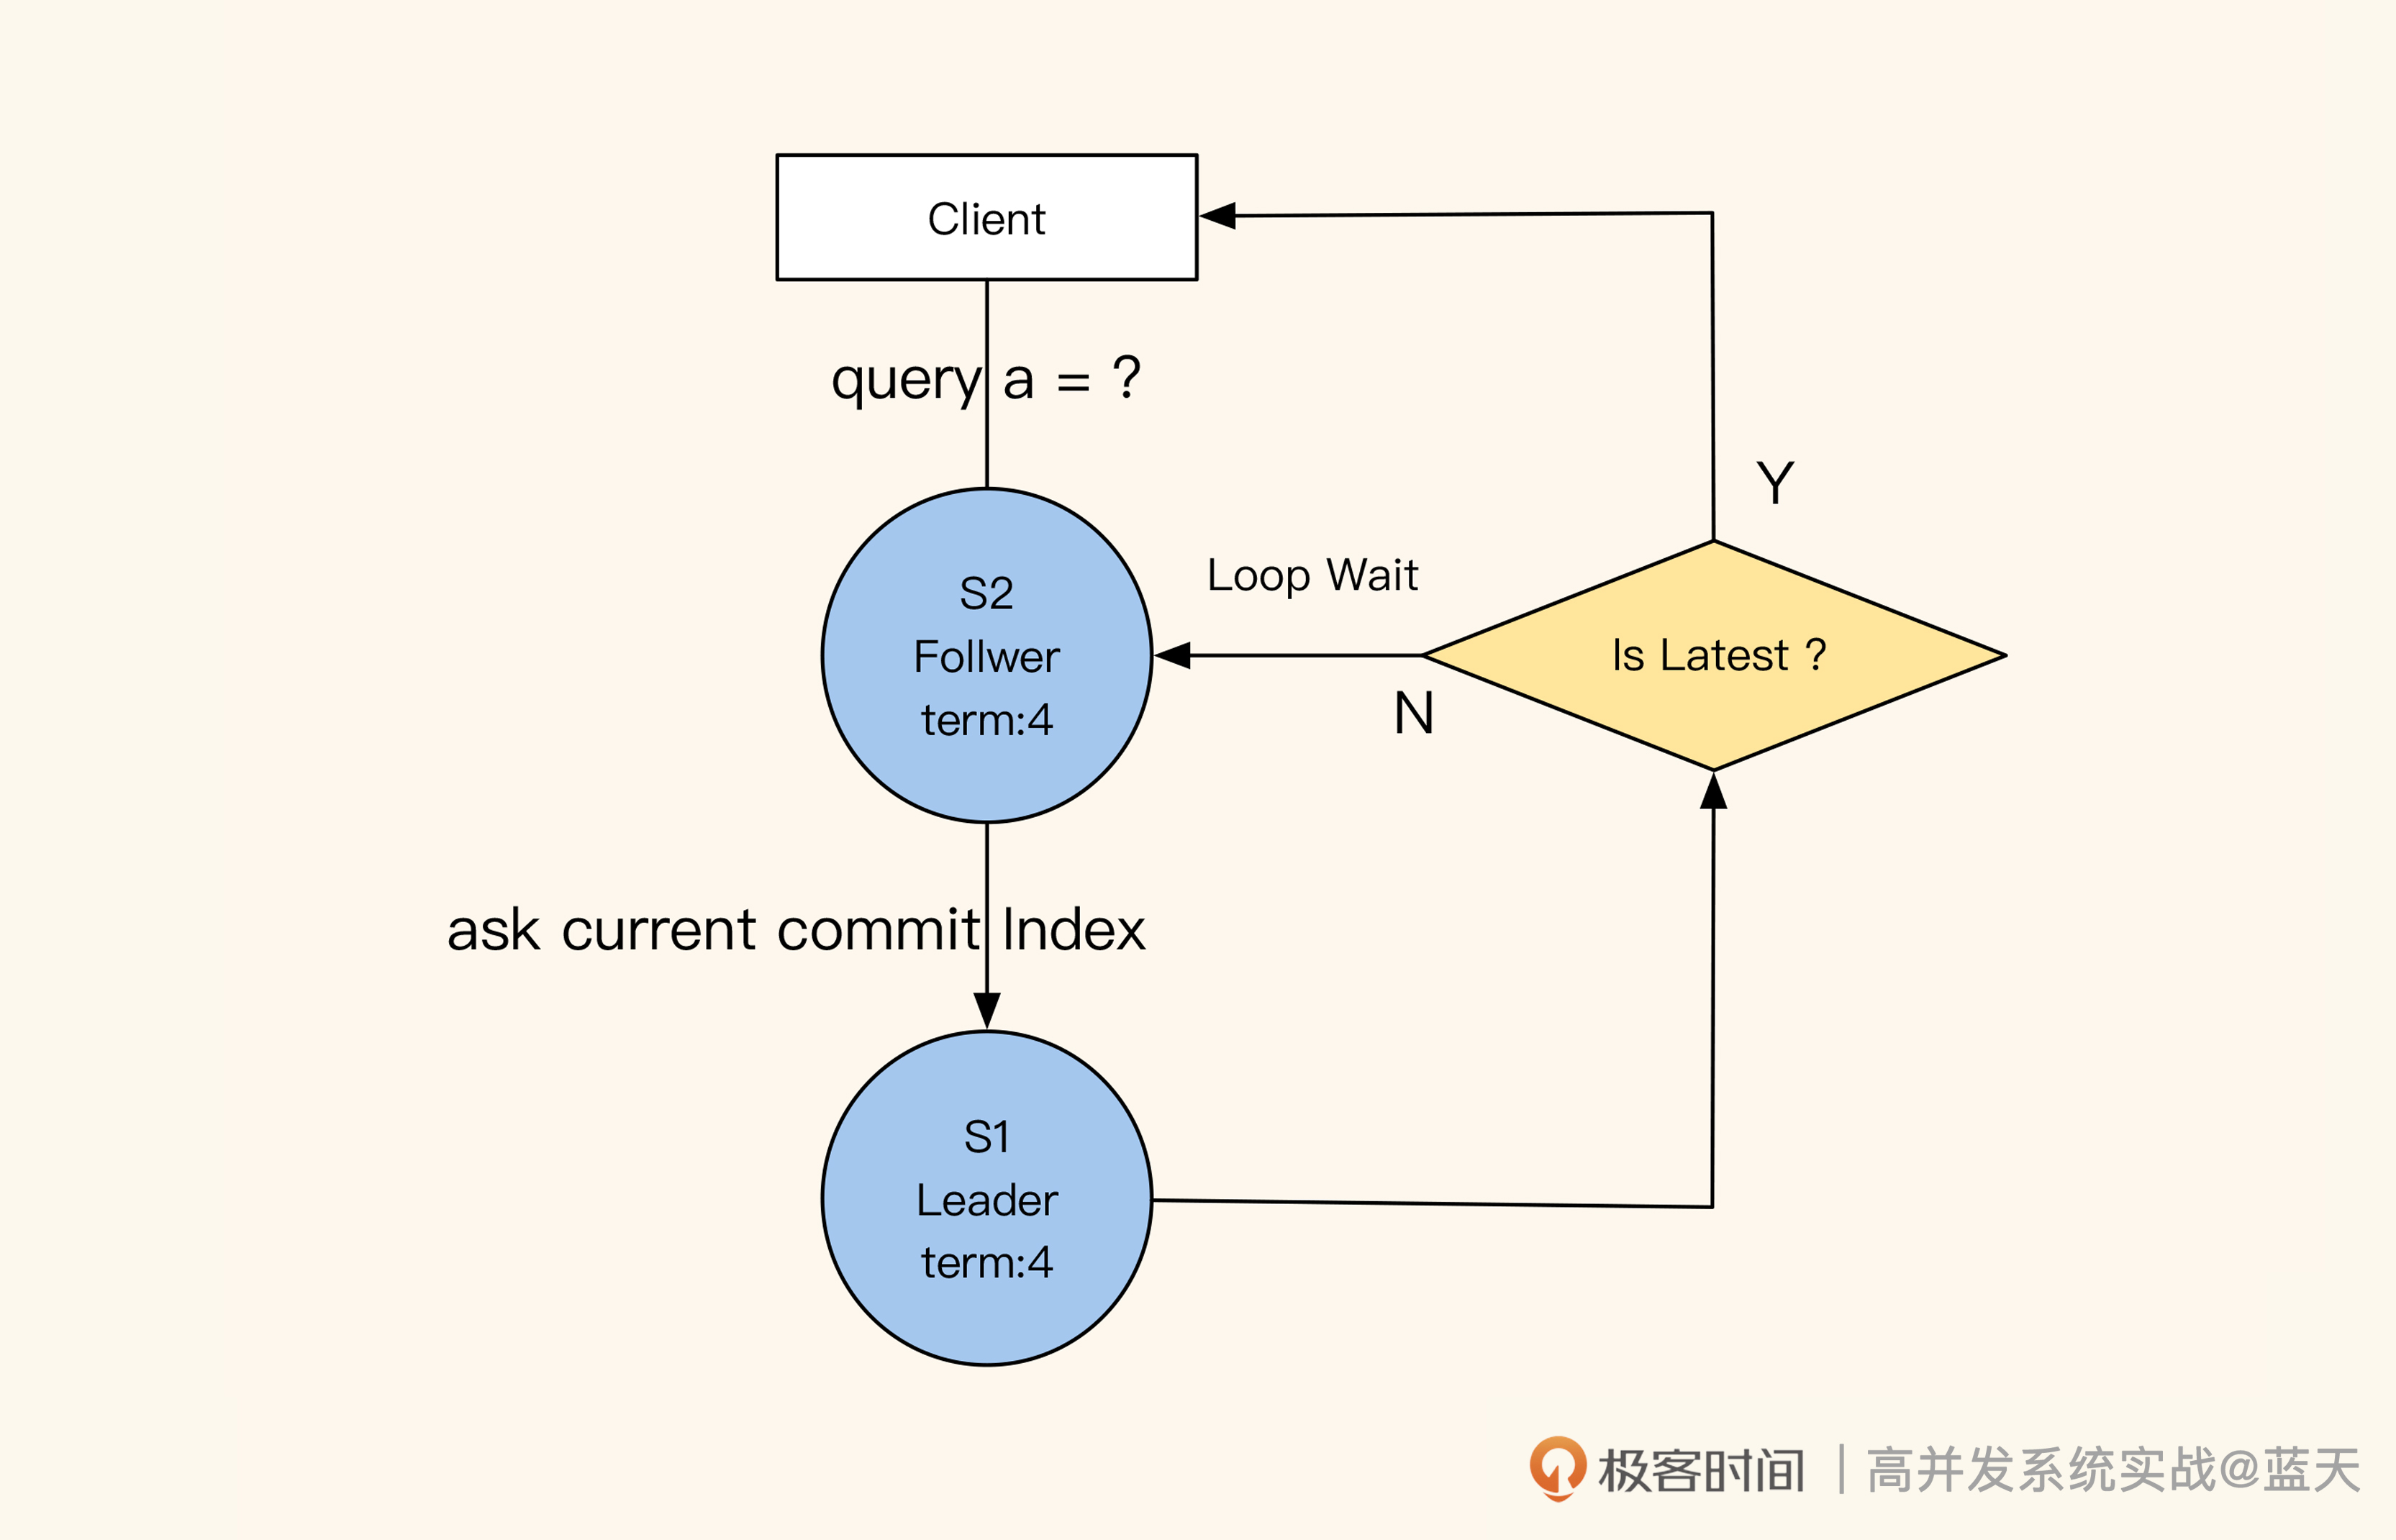 Client
query a = ?
Y
Loop Wait
S2
Follwer
term:4
Is Latest ?
N
ask current commit Index
S1
Leader
term:4
极客时间 | 高并发系统实战@蓝天